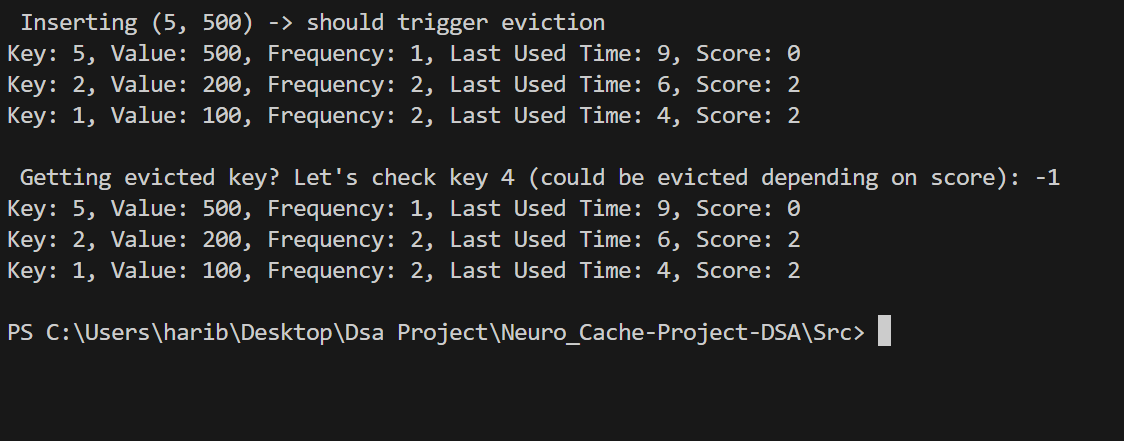 Inserting (5, 500) -> should trigger eviction
Key: 5, Value: 500, Frequency: 1, Last Used Time: 9, Score: 0
Key: 2, Value: 200, Frequency: 2, Last Used Time: 6, Score: 2
Key: 1, Value: 100, Frequency: 2, Last Used Time: 4, Score: 2
Getting evicted key? Let's check key 4 (could be evicted depending on score): -1
Key: 5, Value: 500, Frequency: 1, Last Used Time: 9, Score: 0
Key: 2, Value: 200, Frequency: 2, Last Used Time: 6, Score: 2
Key: 1, Value: 100, Frequency: 2, Last Used Time: 4, Score: 2
PS C:\Users\harib\Desktop\Dsa Project\Neuro_Cache-Project-DSA\Src>